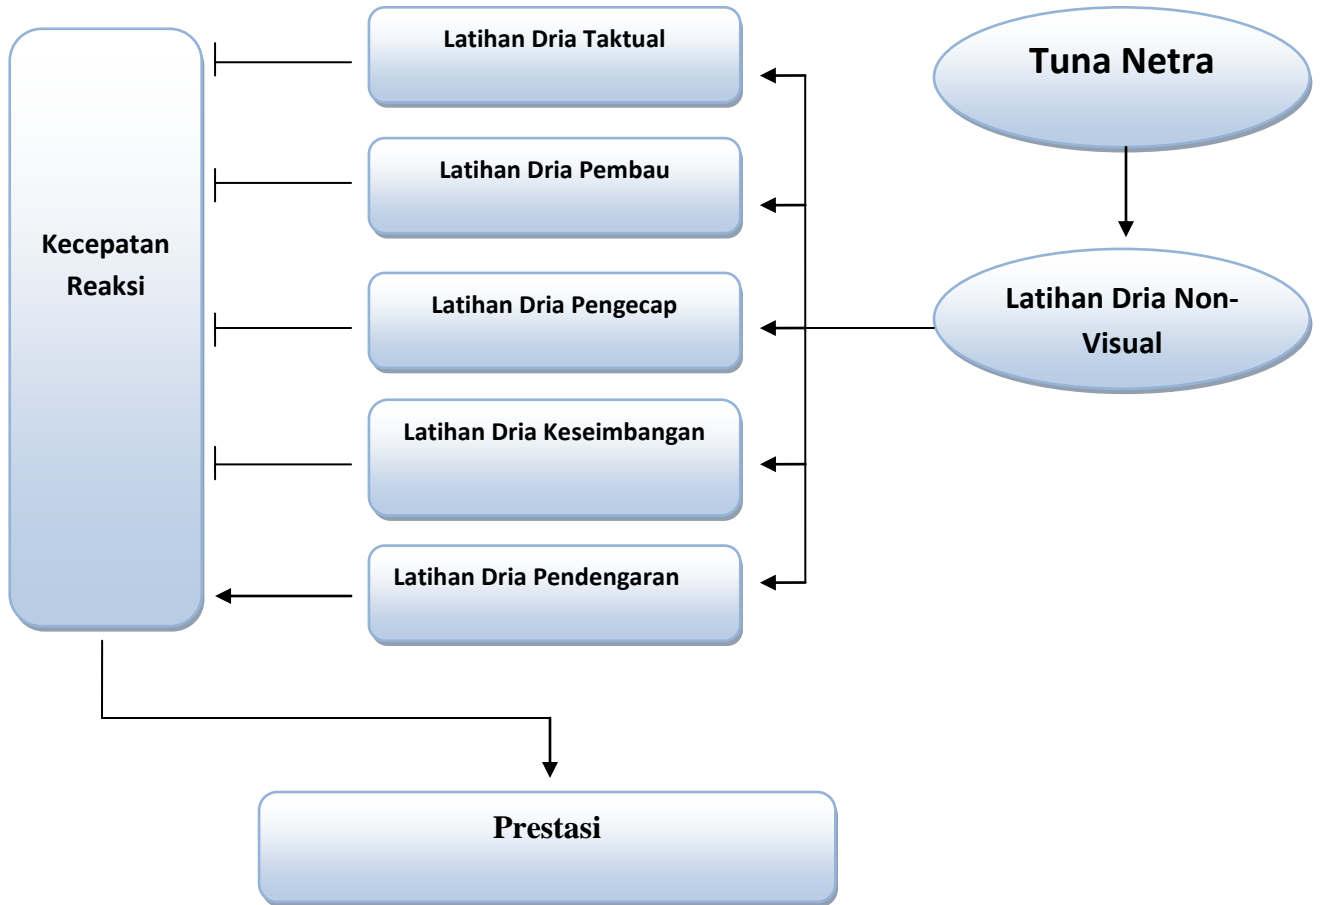 Latihan Dria Taktual
Tuna Netra
Latihan Dria Pembau
Kecepatan
Reaksi
Latihan Dria Non-
Visual
Latihan Dria Pengecap
Latihan Dria Keseimbangan
Latihan Dria Pendengaran
Prestasi